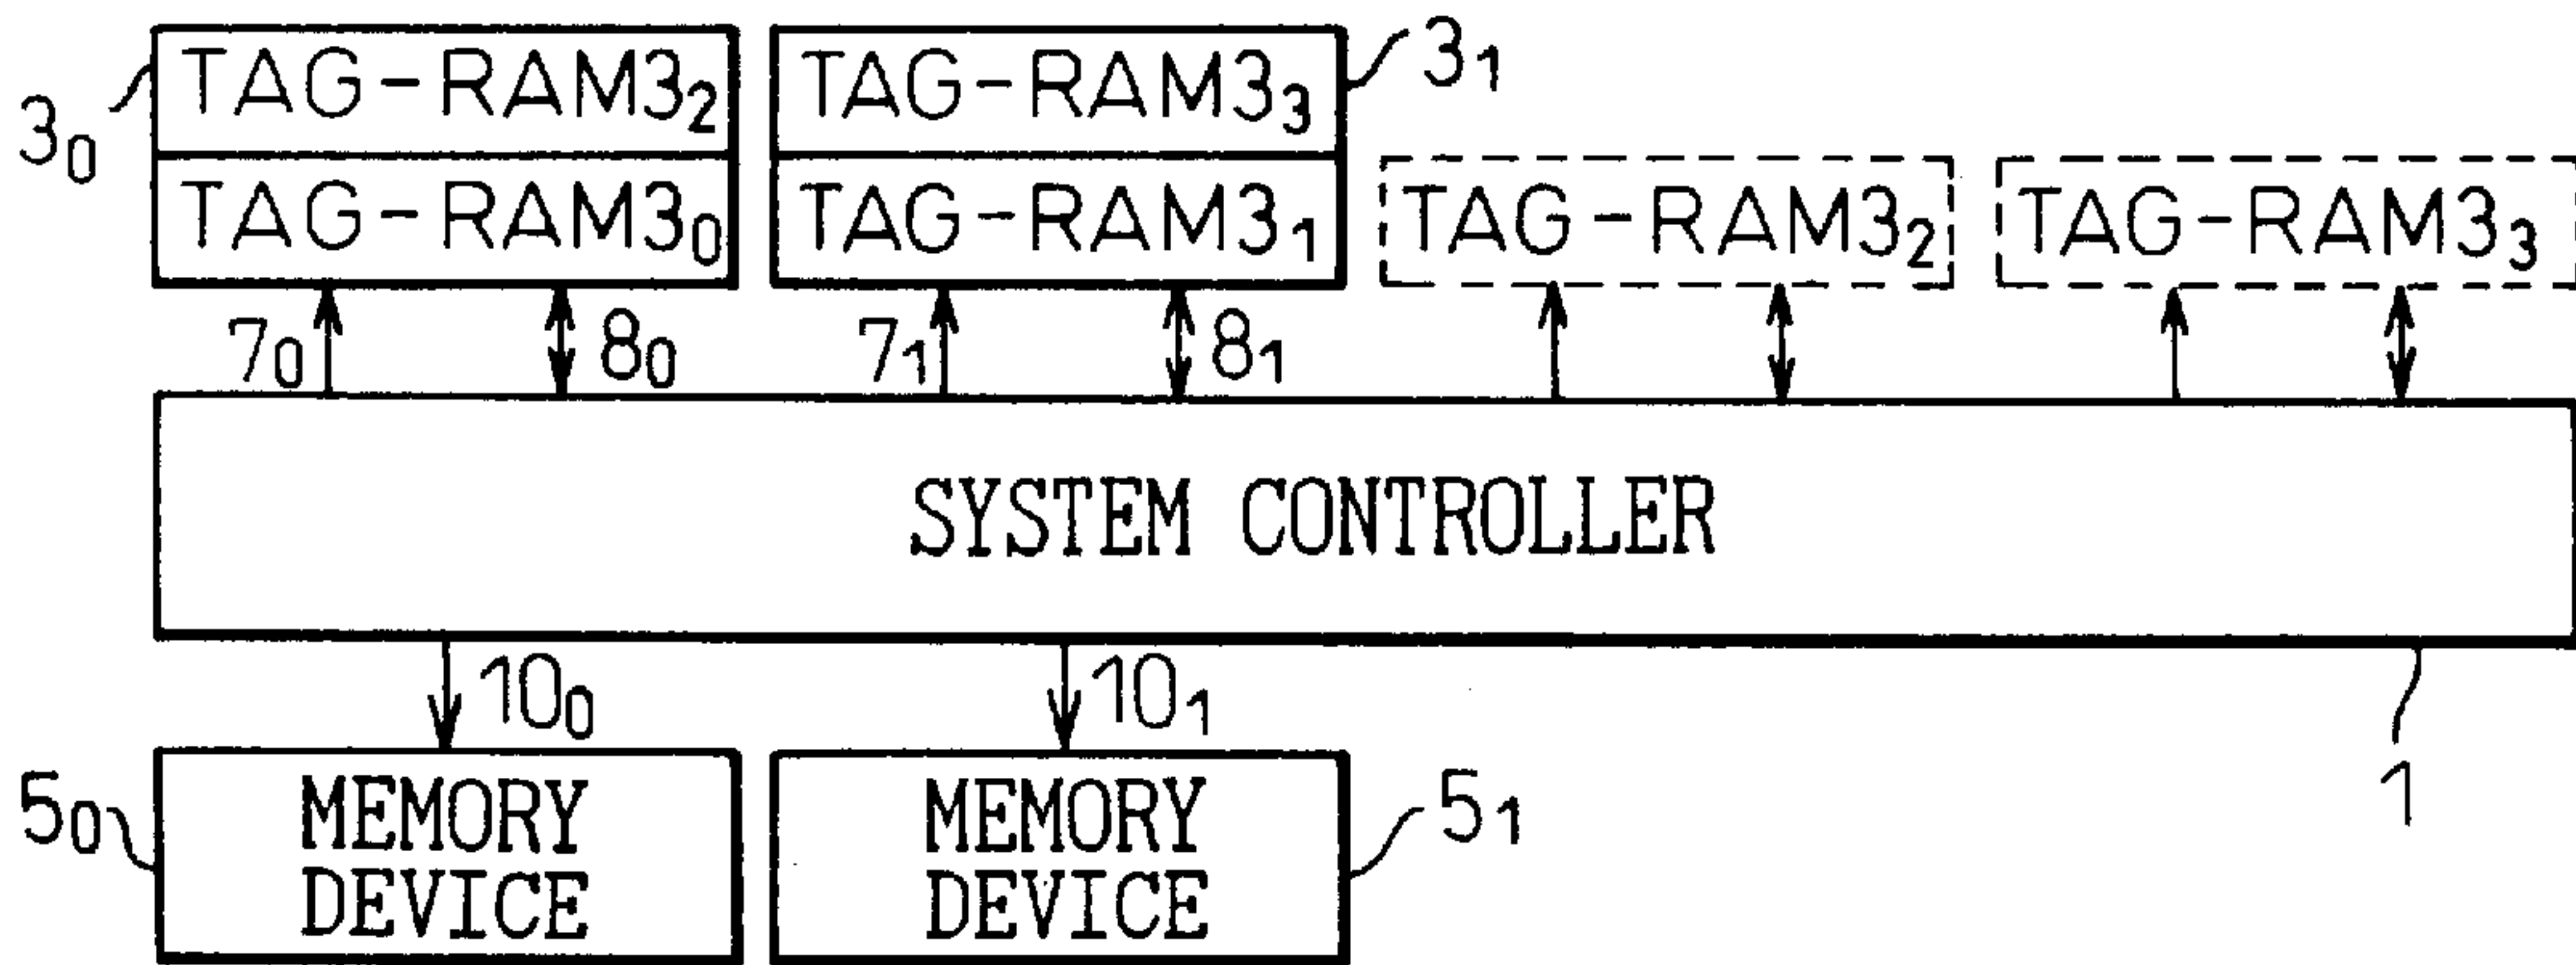 TAG-RAM3₂ TAG-RAM3₃ 3₁
3₀
TAG-RAM3₀ TAG-RAM3₁ TAG-RAM3₂ TAG-RAM3₃
7₀ 8₀ 7₁ 8₁
SYSTEM CONTROLLER
10₀ 10₁
1
5₀ MEMORY MEMORY 5₁
DEVICE DEVICE